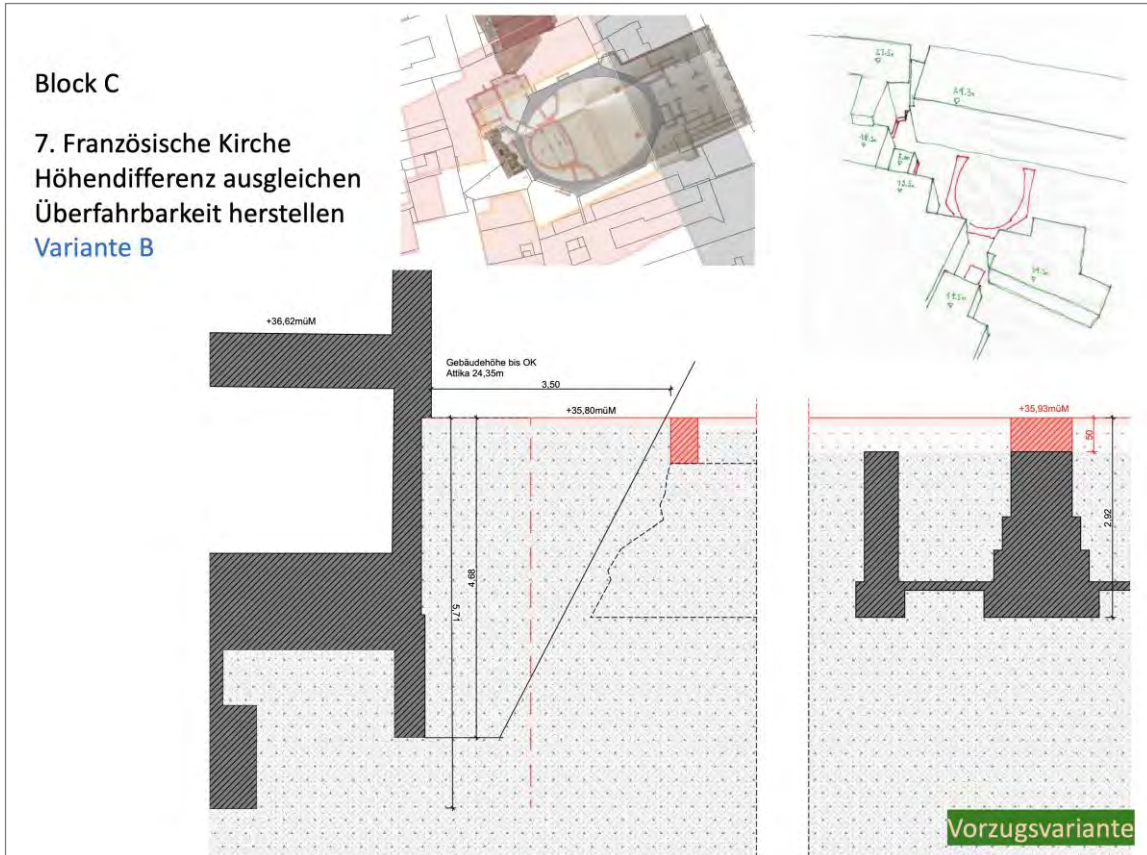 Block C
7. Französische Kirche
Höhendifferenz ausgleichen
Überfahrbarkeit herstellen
Variante B
+36,62müM
Gebäudehöhe bis OK
Attika 24,35m
3,50
+35,80müM
4,68
5,71
+35,93müM
50
2,92
Vorzugsvariante